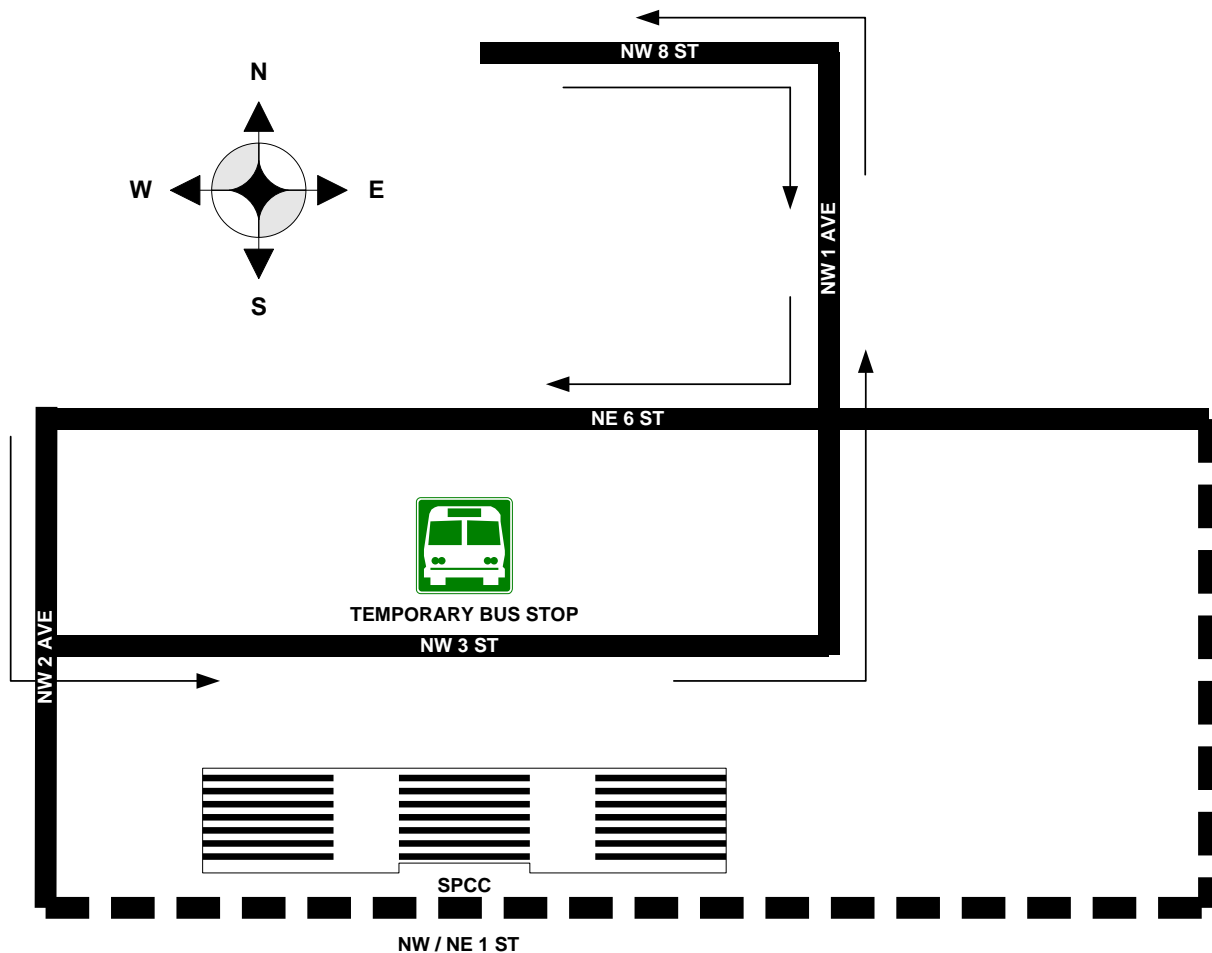 NW 8 ST
N
W
E
S
NW 1 AVE
NE 6 ST
TEMPORARY BUS STOP
NW 2 AVE
NW 3 ST
SPCC
NW / NE 1 ST